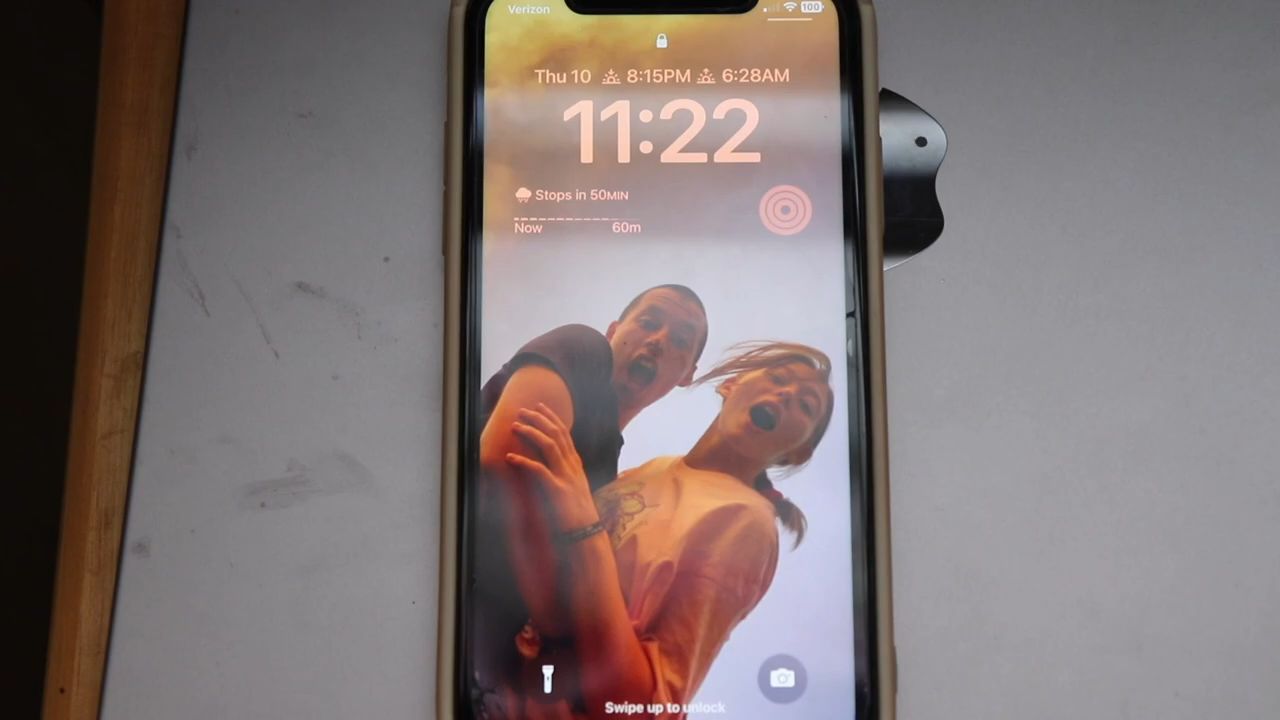 Verizon 100
Thu 10 8:15PM 6:28AM
11:22
Stops in 50MIN
Now 60m
Swipe up to unlock